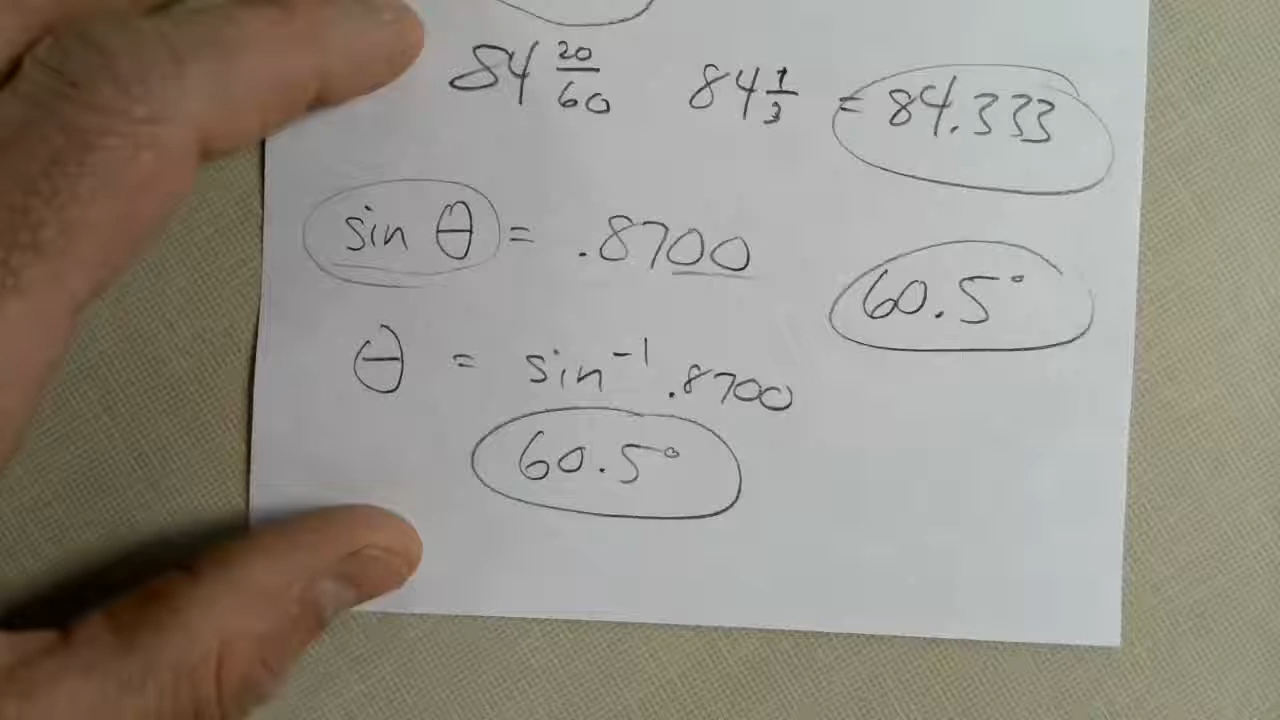 84 20/60 84 1/3 = 84.333
sin θ = .8700
60.5°
θ = sin⁻¹ .8700
60.5°